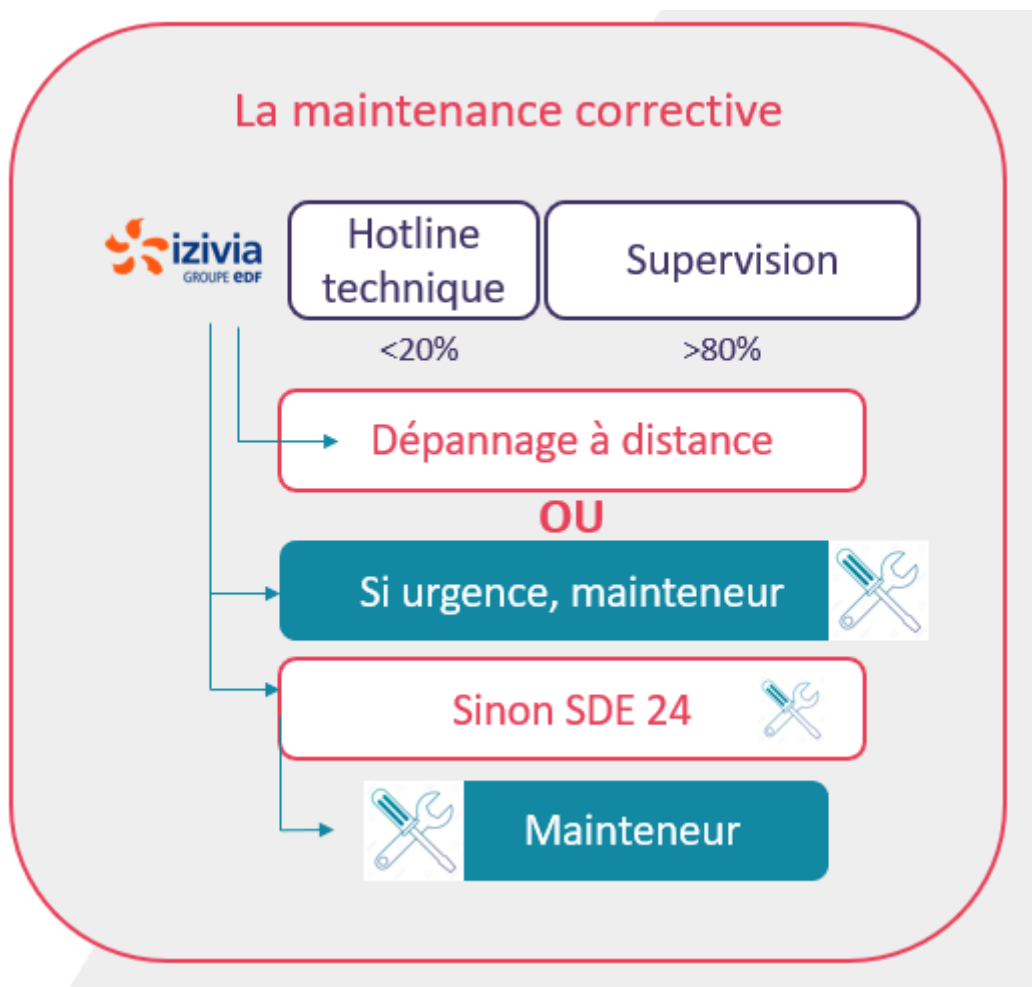 La maintenance corrective
izivia
GROUPE eDF
Hotline
technique
Supervision
<20%
>80%
Dépannage à distance
OU
Si urgence, mainteneur
Sinon SDE 24
Mainteneur